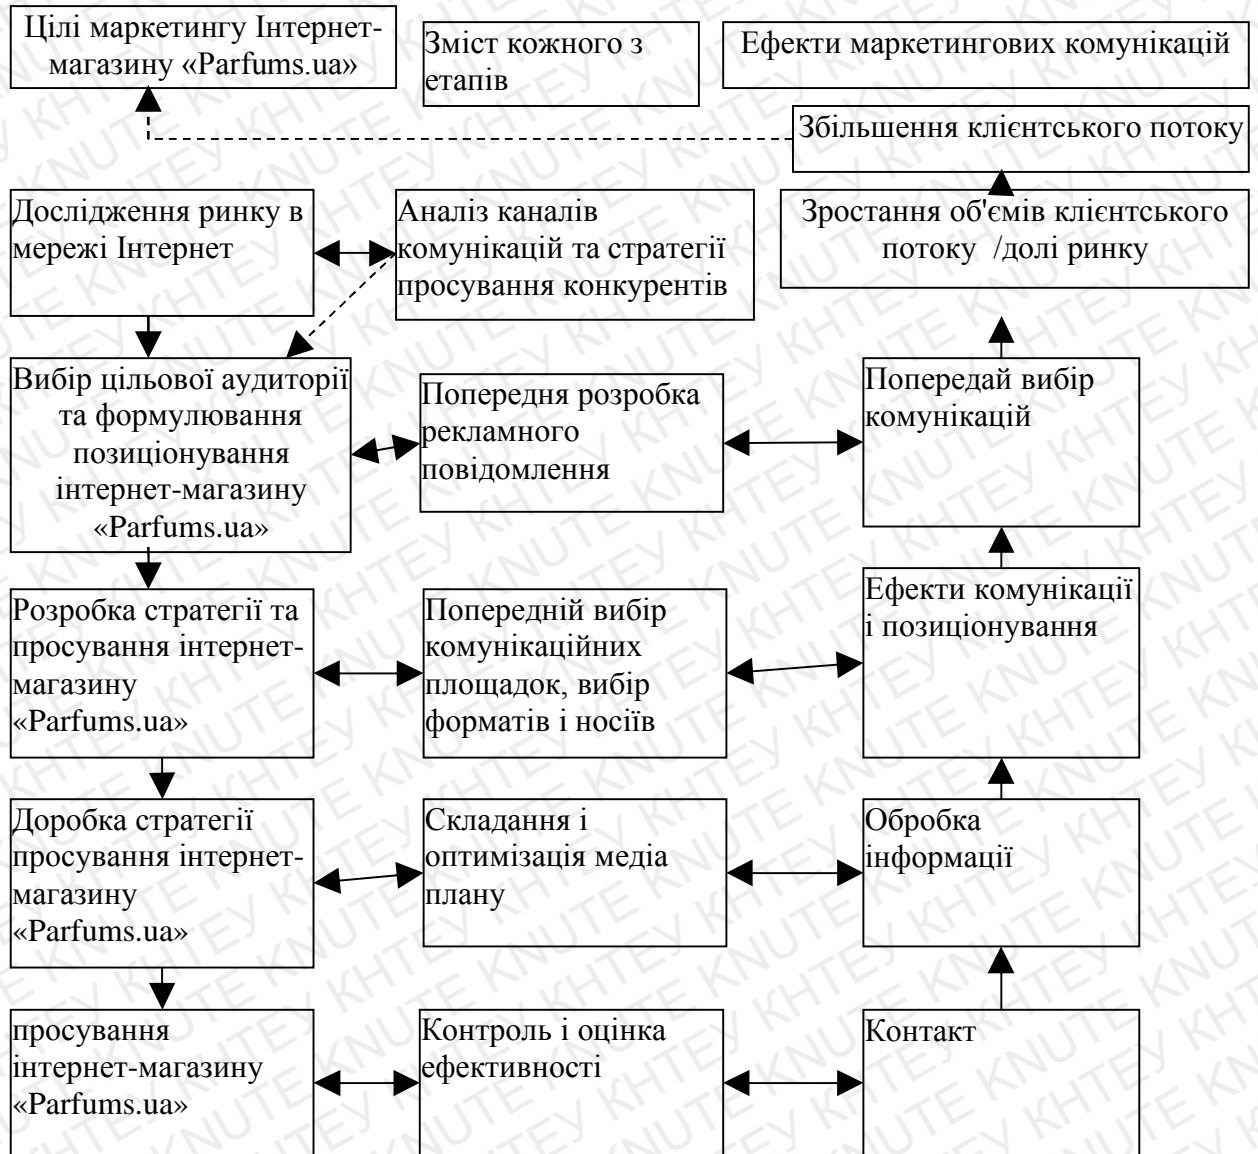 Цілі маркетингу Інтернет-
магазину «Parfums.ua»
Зміст кожного з
етапів
Ефекти маркетингових комунікацій
Збільшення клієнтського потоку
Дослідження ринку в
мережі Інтернет
Аналіз каналів
комунікацій та стратегії
просування конкурентів
Зростання об'ємів клієнтського
потоку /долі ринку
Вибір цільової аудиторії
та формулювання
позиціонування
інтернет-магазину
«Parfums.ua»
Попередня розробка
рекламного
повідомлення
Попередай вибір
комунікацій
Розробка стратегії та
просування інтернет-
магазину
«Parfums.ua»
Попередній вибір
комунікаційних
площадок, вибір
форматів і носіїв
Ефекти комунікації
і позиціонування
Доробка стратегії
просування інтернет-
магазину
«Parfums.ua»
Складання і
оптимізація медіа
плану
Обробка
інформації
просування
інтернет-магазину
«Parfums.ua»
Контроль і оцінка
ефективності
Контакт